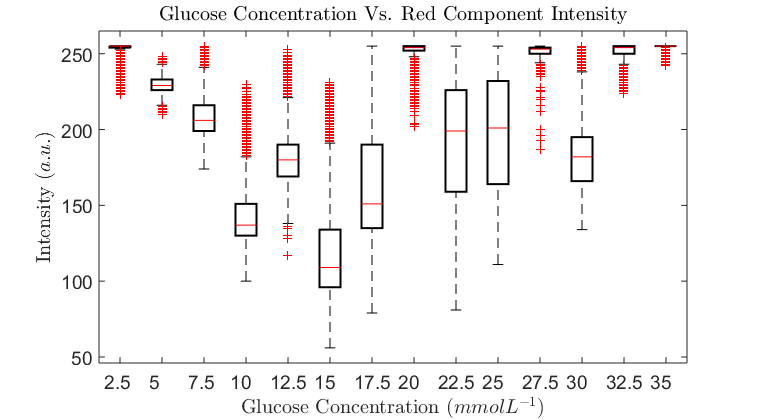 Glucose Concentration Vs. Red Component Intensity
250
200
150
100
50
Intensity (a.u.)
2.5 5 7.5 10 12.5 15 17.5 20 22.5 25 27.5 30 32.5 35
Glucose Concentration (mmolL⁻¹)